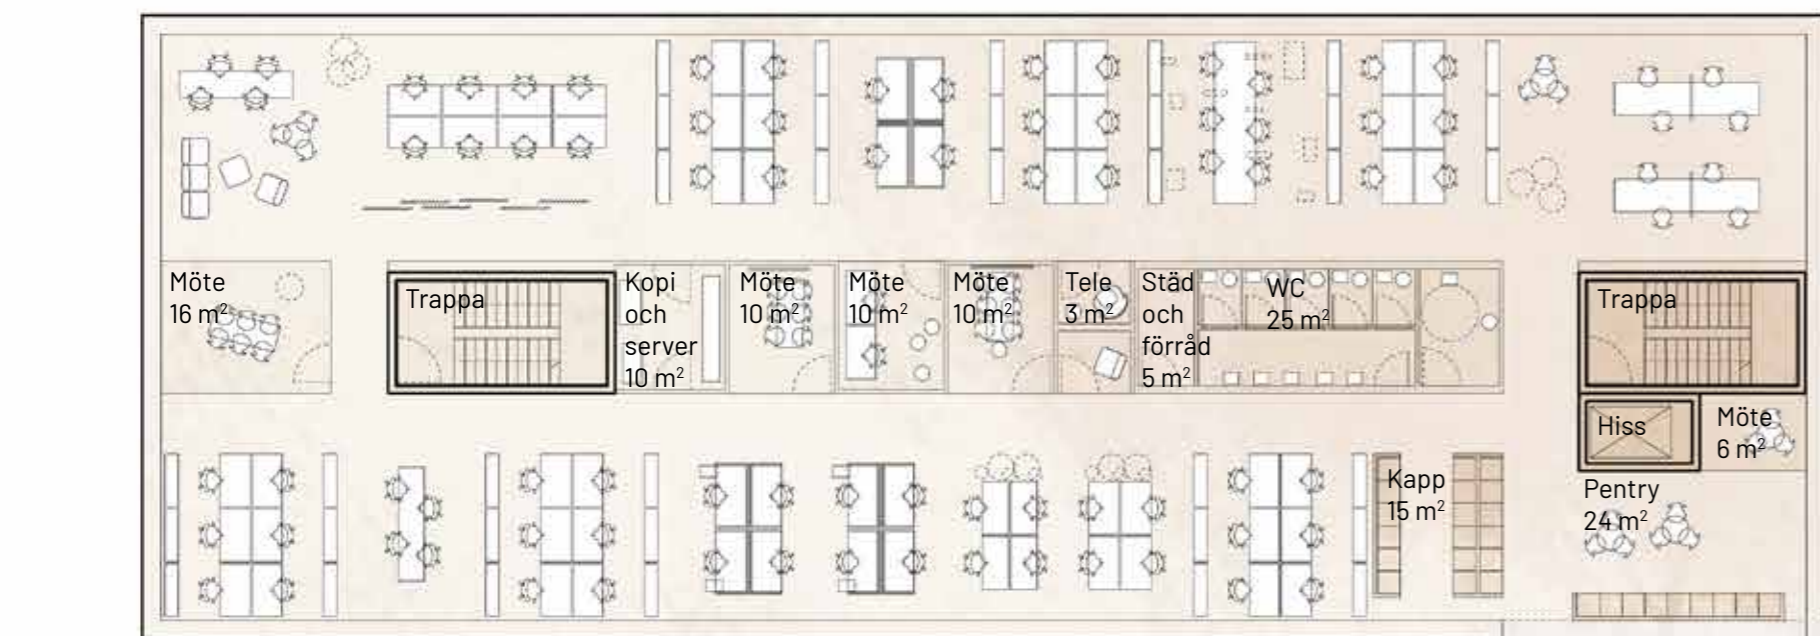 Möte
16 m²
Trappa
Kopi
och
server
10 m²
Möte
10 m²
Möte
10 m²
Möte
10 m²
Tele
3 m²
Städ
och
förråd
5 m²
WC
25 m²
Trappa
Hiss
Möte
6 m²
Kapp
15 m²
Pentry
24 m²